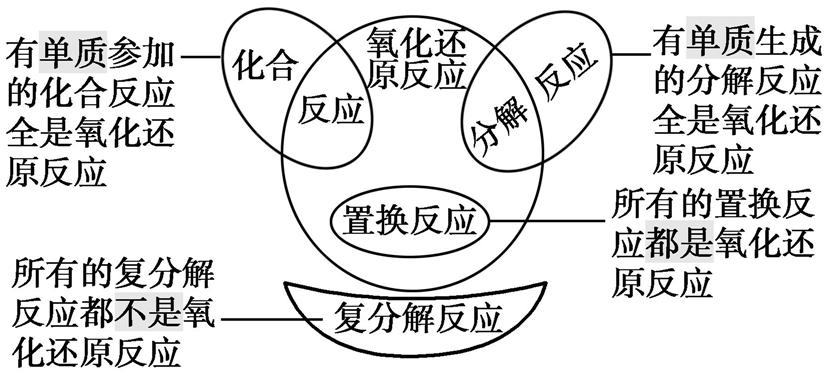 有单质参加
的化合反应
全是氧化还
原反应
化合
反应
氧化还
原反应
分解
反应
有单质生成
的分解反应
全是氧化还
原反应
置换反应
所有的置换反
应都是氧化还
原反应
所有的复分解
反应都不是氧
化还原反应
复分解反应